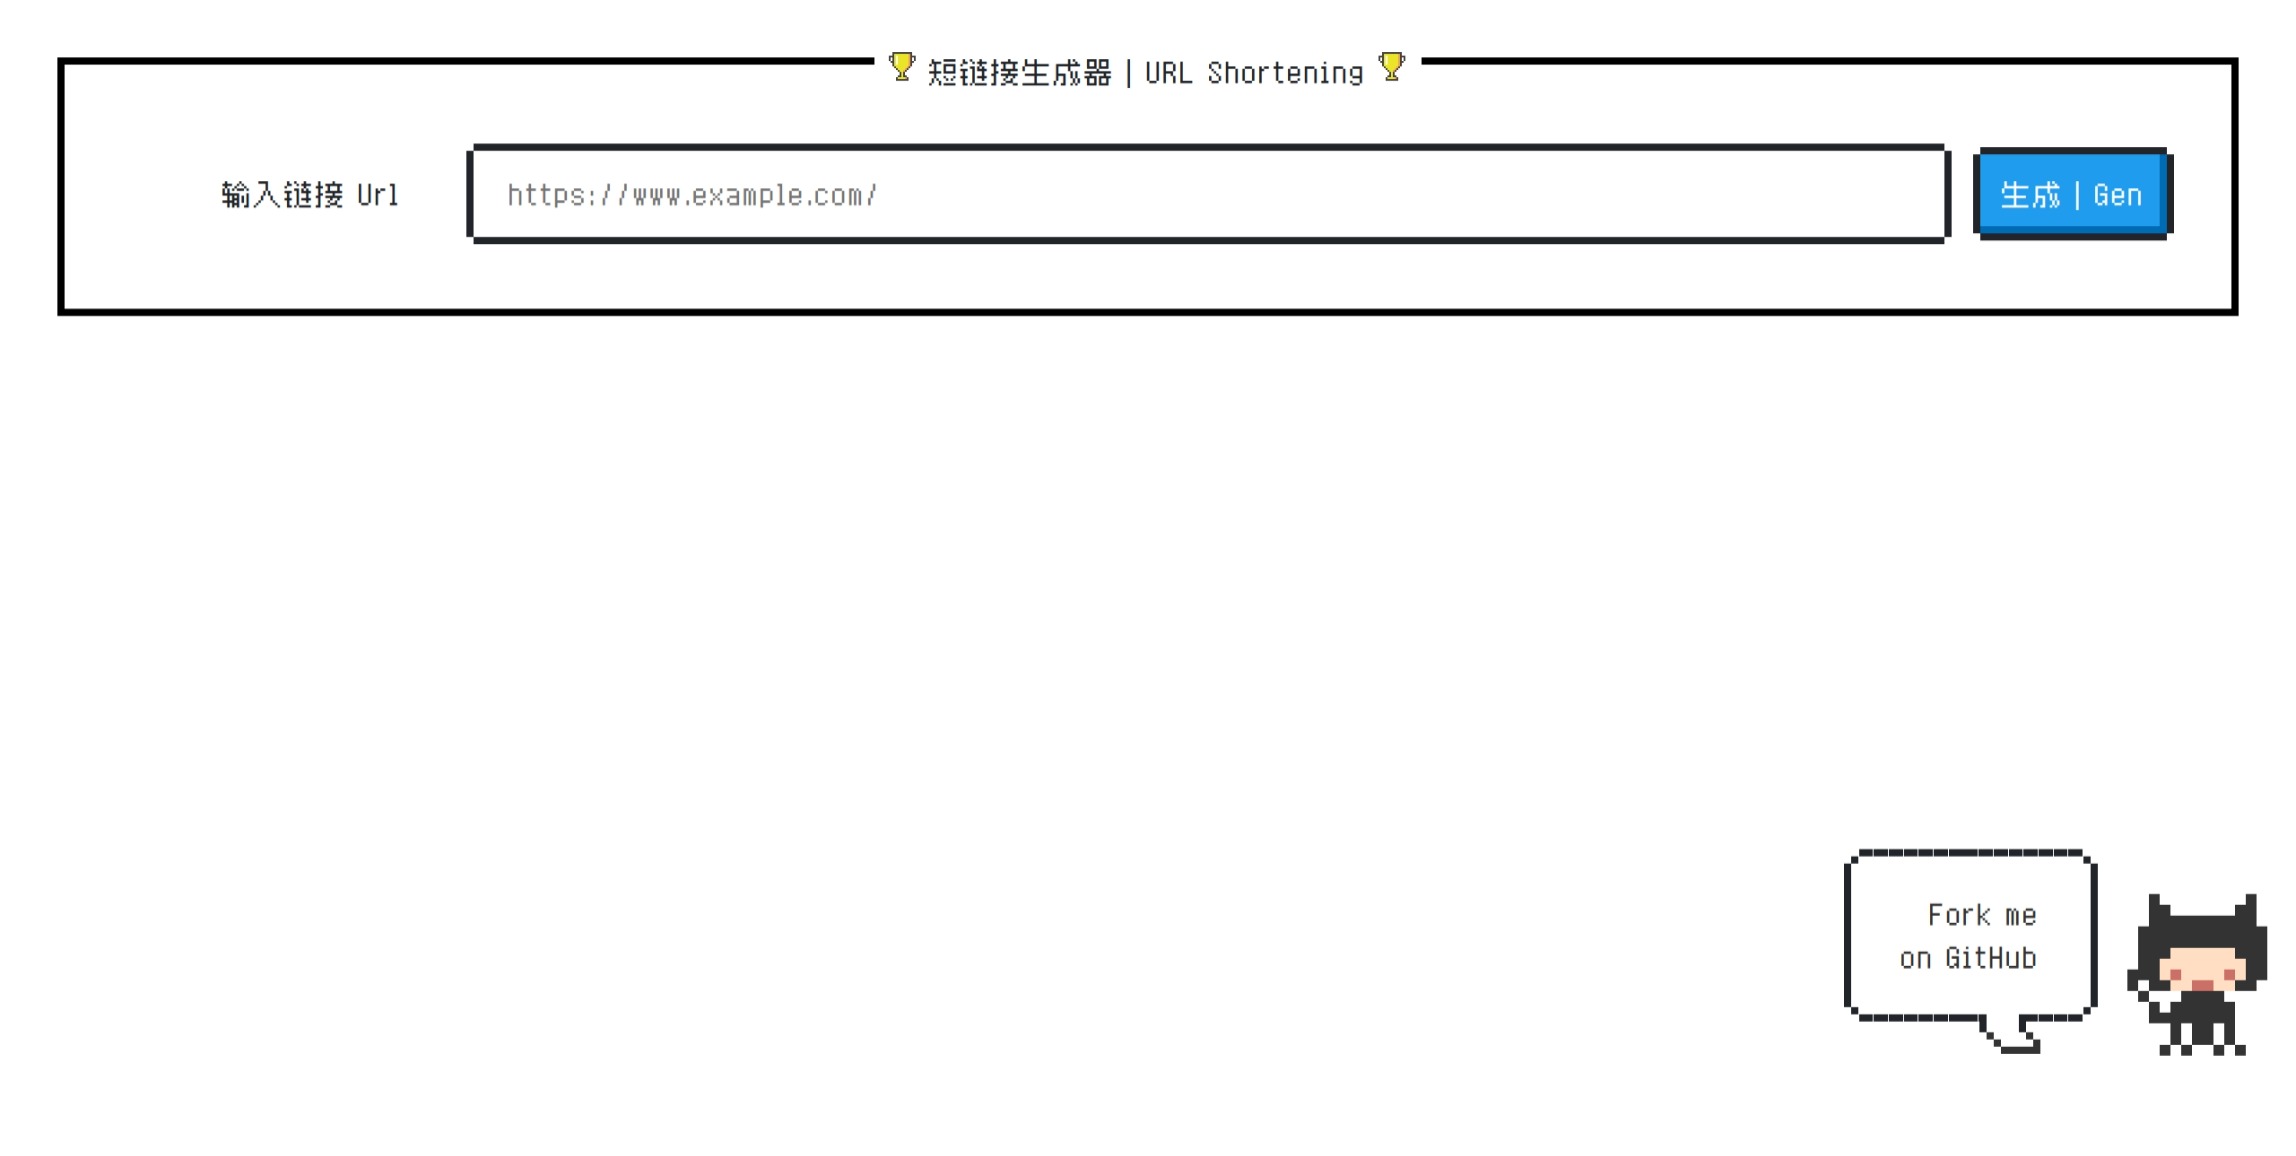 短链接生成器 | URL Shortening
输入链接 Url
https://www.example.com/
生成 | Gen
Fork me
on GitHub